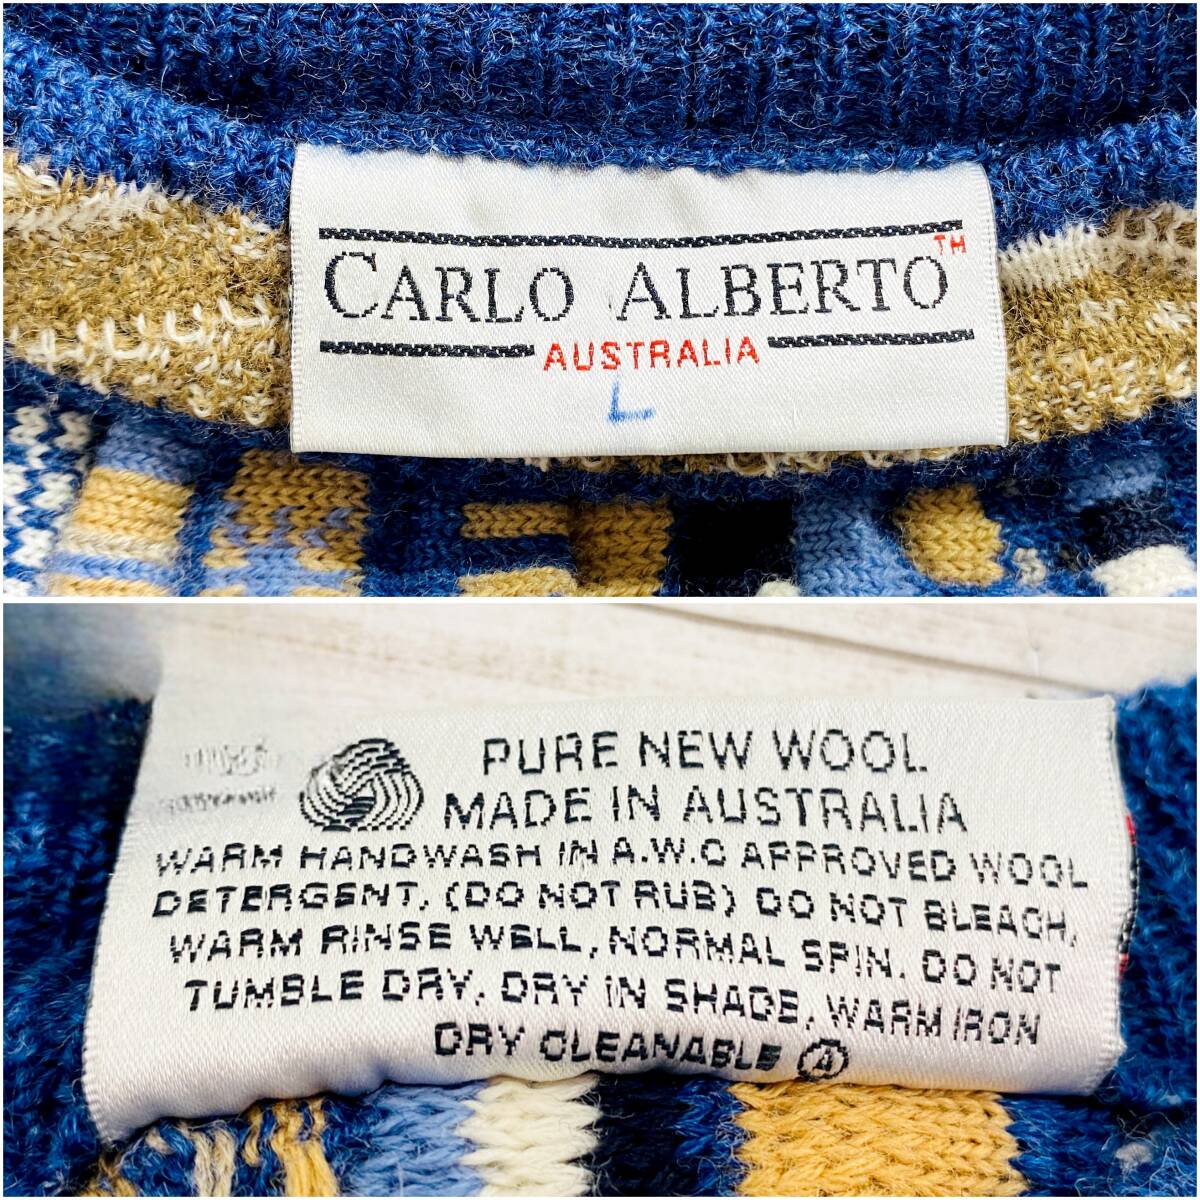 CARLO ALBERTO TM
AUSTRALIA
L
PURE NEW WOOL
MADE IN AUSTRALIA
WARM HANDWASH IN A.W.C APPROVED WOOL
DETERGENT, (DO NOT RUB) DO NOT BLEACH,
WARM RINSE WELL, NORMAL SPIN. DO NOT
TUMBLE DRY. DRY IN SHADE, WARM IRON
DRY CLEANABLE Ⓐ